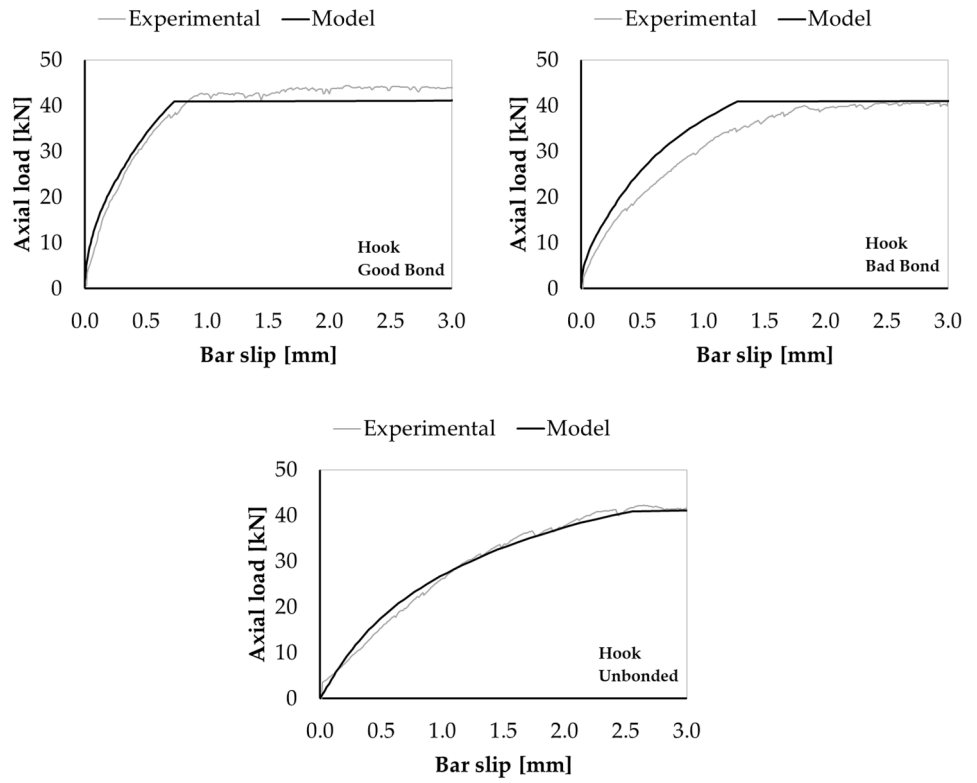 Experimental Model
50
40
30
20
10
0
Axial load [kN]
Hook
Good Bond
0.0 0.5 1.0 1.5 2.0 2.5 3.0
Bar slip [mm]
Experimental Model
50
40
30
20
10
0
Axial load [kN]
Hook
Bad Bond
0.0 0.5 1.0 1.5 2.0 2.5 3.0
Bar slip [mm]
Experimental Model
50
40
30
20
10
0
Axial load [kN]
Hook
Unbonded
0.0 0.5 1.0 1.5 2.0 2.5 3.0
Bar slip [mm]